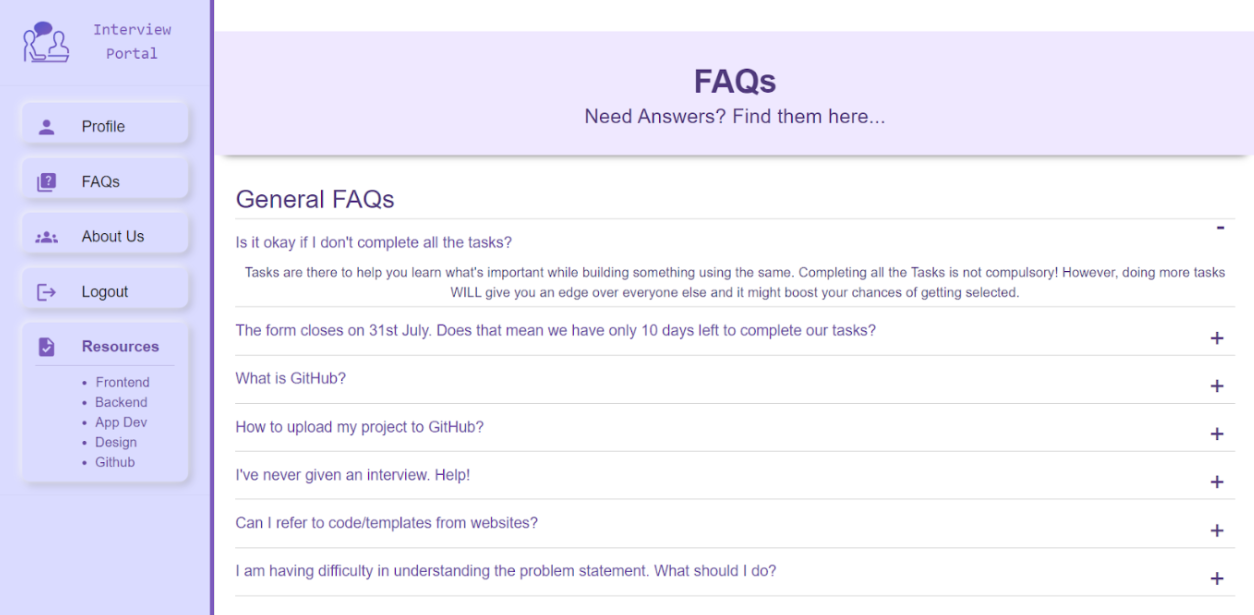 Interview
Portal
Profile
FAQs
About Us
Logout
Resources
• Frontend
• Backend
• App Dev
• Design
• Github
FAQs
Need Answers? Find them here...
General FAQs
Is it okay if I don't complete all the tasks?
-
Tasks are there to help you learn what's important while building something using the same. Completing all the Tasks is not compulsory! However, doing more tasks
WILL give you an edge over everyone else and it might boost your chances of getting selected.
The form closes on 31st July. Does that mean we have only 10 days left to complete our tasks?
+
What is GitHub?
+
How to upload my project to GitHub?
+
I've never given an interview. Help!
+
Can I refer to code/templates from websites?
+
I am having difficulty in understanding the problem statement. What should I do?
+